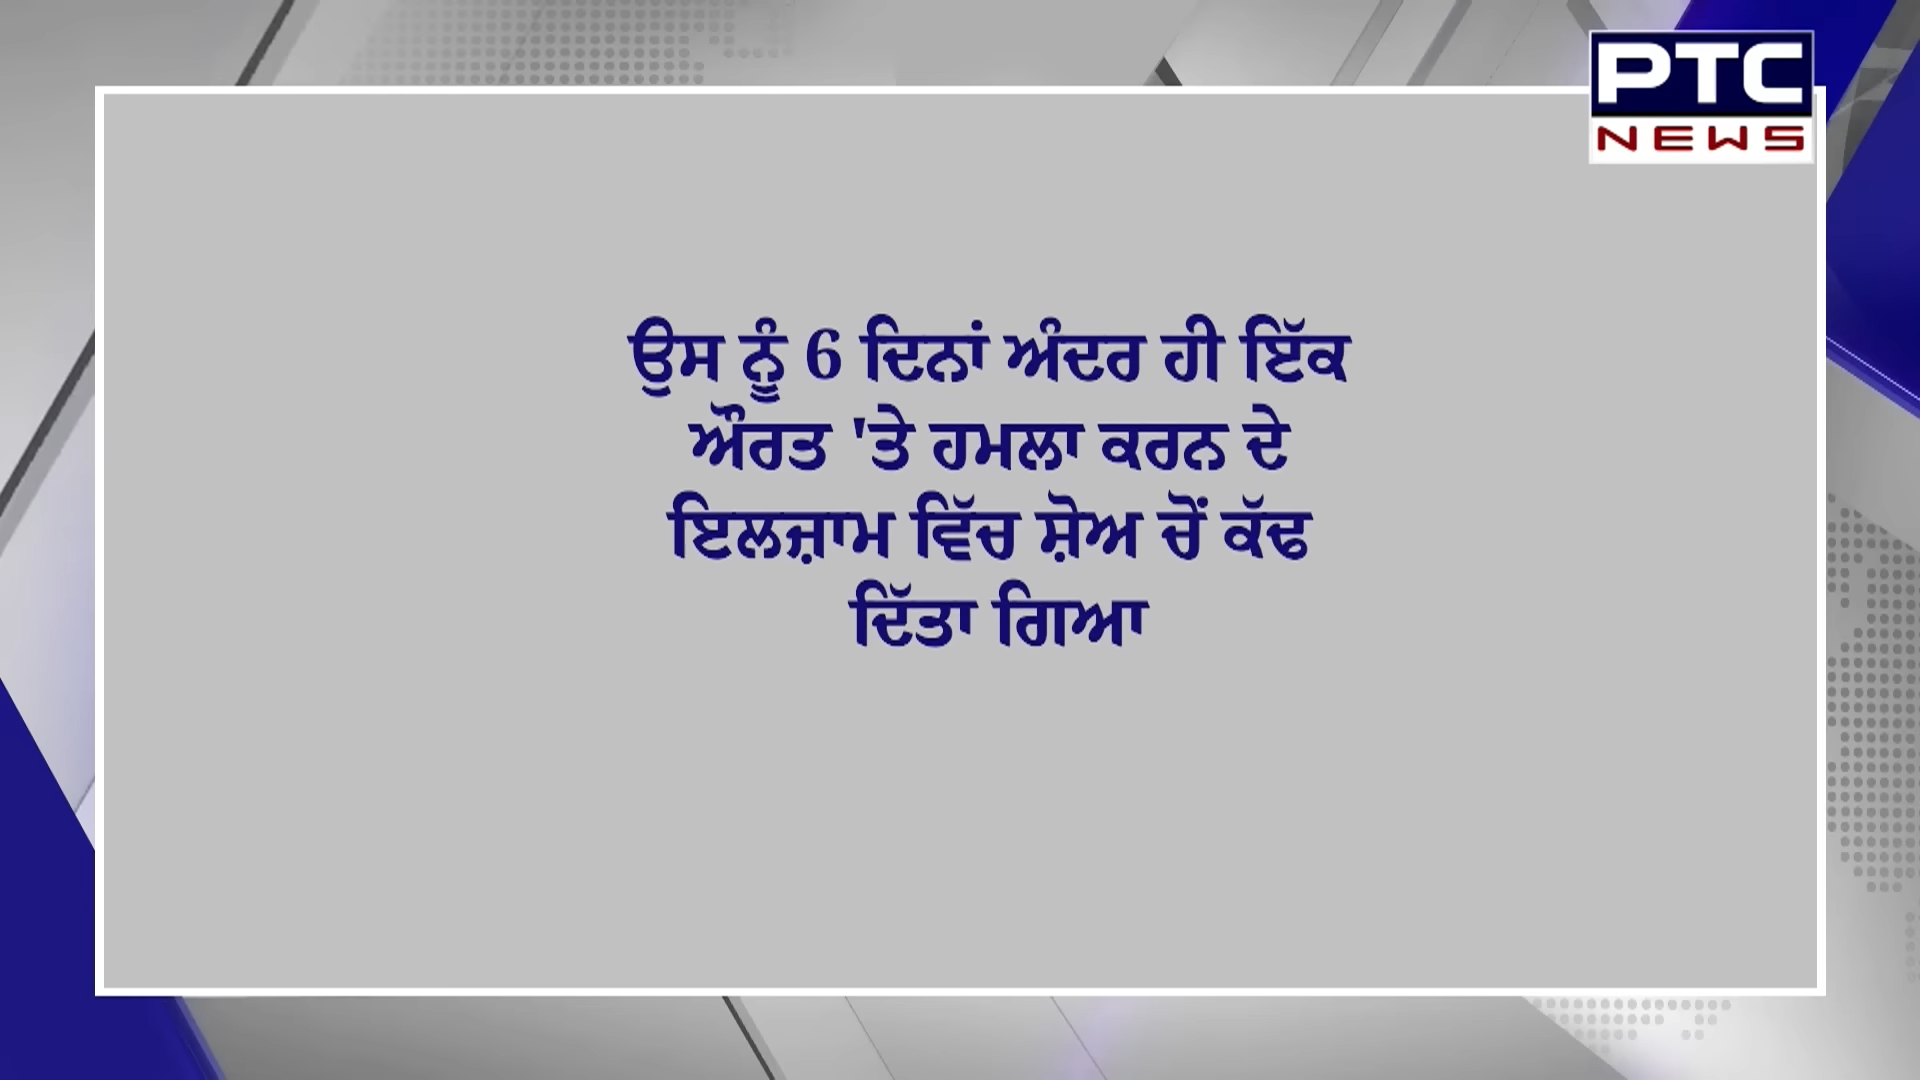 PTC
NEWS
ਉਸ ਨੂੰ 6 ਦਿਨਾਂ ਅੰਦਰ ਹੀ ਇੱਕ
ਔਰਤ 'ਤੇ ਹਮਲਾ ਕਰਨ ਦੇ
ਇਲਜ਼ਾਮ ਵਿੱਚ ਸ਼ੋਅ ਚੋਂ ਕੱਢ
ਦਿੱਤਾ ਗਿਆ